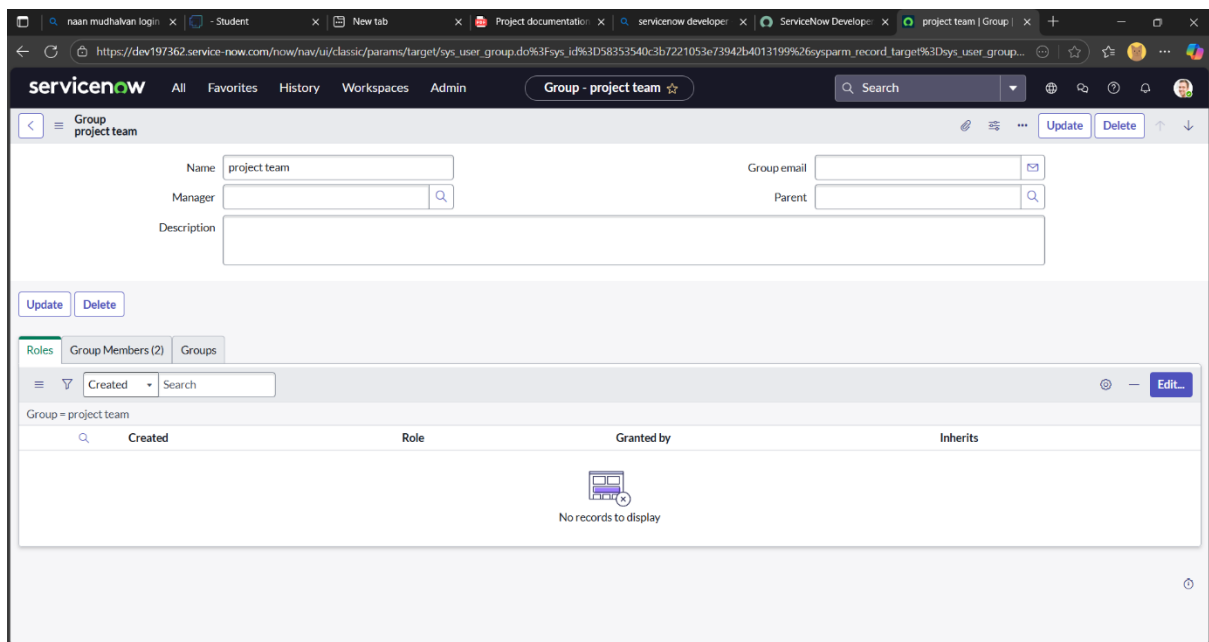 naan mudhalvan login
- Student
New tab
Project documentation
servicenow developer
ServiceNow Developer
project team | Group |
https://dev197362.service-now.com/now/nav/ui/classic/params/target/sys_user_group.do%3Fsys_id%3D58353540c3b7221053e73942b4013199%26sysparm_record_target%3Dsys_user_group...
servicenow All Favorites History Workspaces Admin Group - project team Search
Group
project team
Update Delete
Name project team Group email
Manager Parent
Description
Update Delete
Roles Group Members (2) Groups
Created Search Edit...
Group = project team
Created Role Granted by Inherits
No records to display